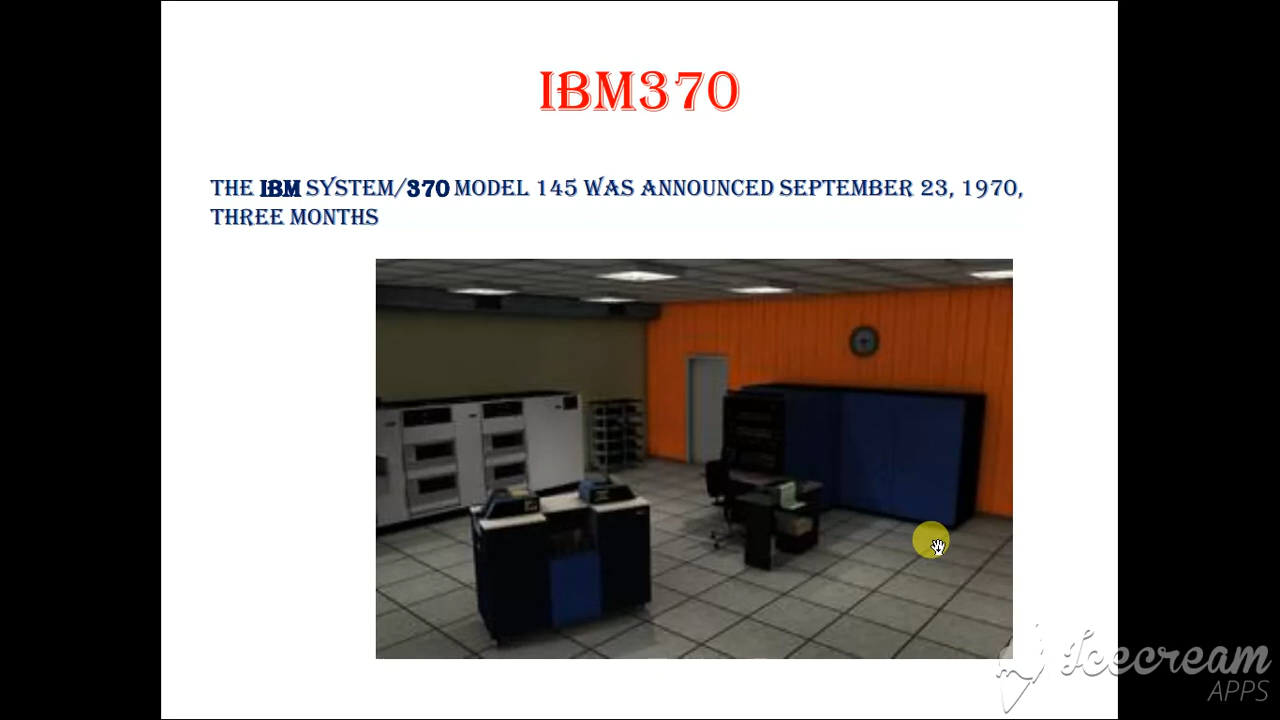 IBM370
THE IBM SYSTEM/370 MODEL 145 WAS ANNOUNCED SEPTEMBER 23, 1970,
THREE MONTHS
Icecream
APPS